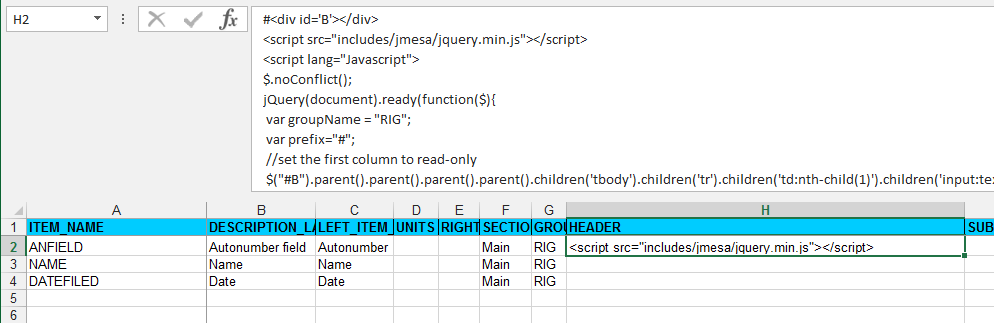 H2
fx
#<div id='B'></div>
<script src="includes/jmesa/jquery.min.js"></script>
<script lang="Javascript">
$.noConflict();
jQuery(document).ready(function($){
var groupName = "RIG";
var prefix="#";
//set the first column to read-only
$("#B").parent().parent().parent().parent().children('tbody').children('tr').children('td:nth-child(1)').children('input:te
A B C D E F G H
1 ITEM_NAME DESCRIPTION_LA LEFT_ITEM_ UNITS RIGHT SECTIO GROU HEADER SUB
2 ANFIELD Autonumber field Autonumber Main RIG <script src="includes/jmesa/jquery.min.js"></script>
3 NAME Name Name Main RIG
4 DATEFILED Date Date Main RIG
5
6